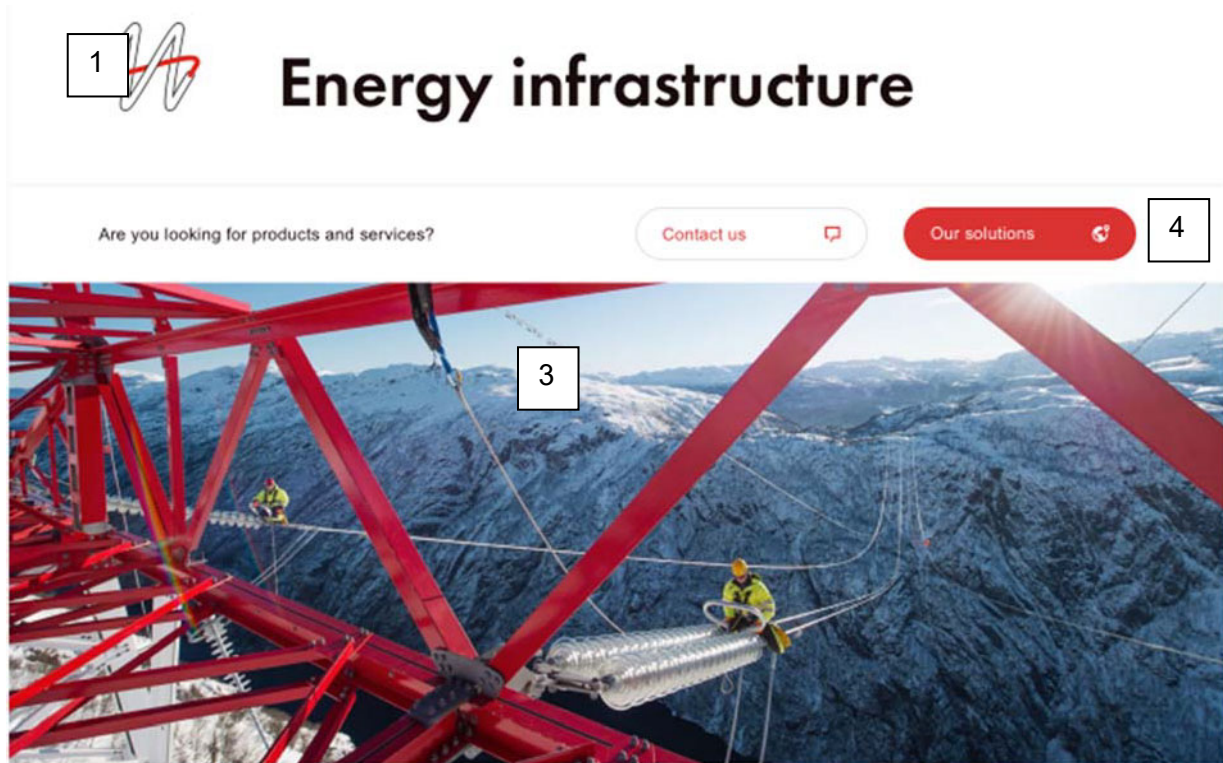 1
Energy infrastructure
Are you looking for products and services?
Contact us
Our solutions
4
3